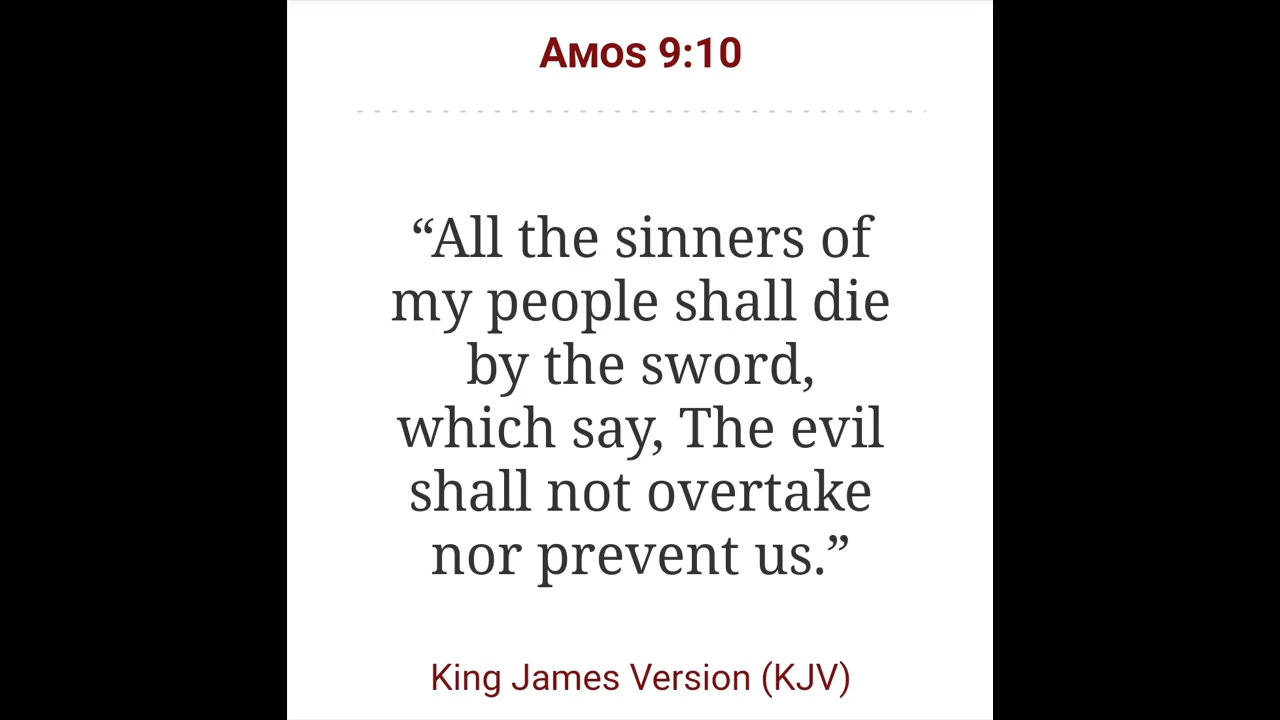 Amos 9:10
“All the sinners of
my people shall die
by the sword,
which say, The evil
shall not overtake
nor prevent us.”
King James Version (KJV)